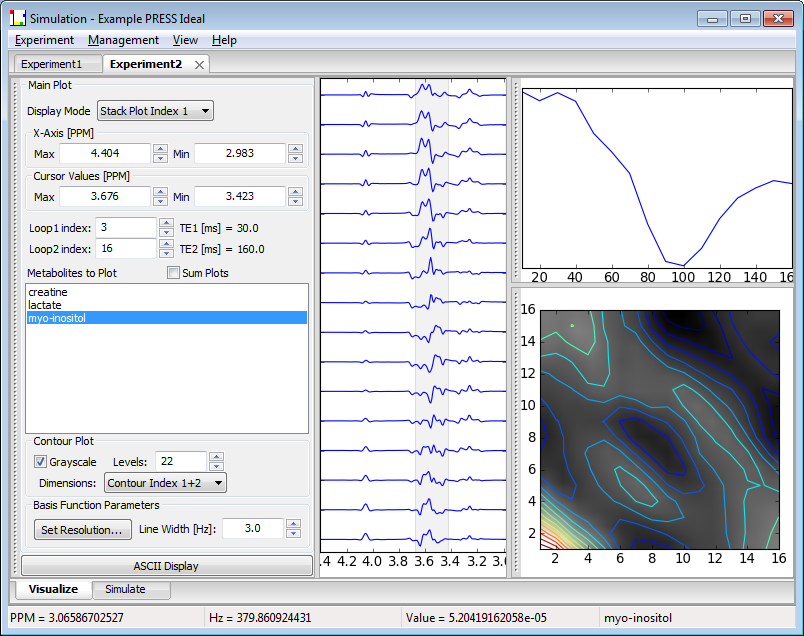 Simulation - Example PRESS Ideal
Experiment Management View Help
Experiment1 Experiment2
Main Plot
Display Mode Stack Plot Index 1
X-Axis [PPM]
Max 4.404 Min 2.983
Cursor Values [PPM]
Max 3.676 Min 3.423
Loop1 index: 3 TE1 [ms] = 30.0
Loop2 index: 16 TE2 [ms] = 160.0
Metabolites to Plot Sum Plots
creatine
lactate
myo-inositol
Contour Plot
Grayscale Levels: 22
Dimensions: Contour Index 1+2
Basis Function Parameters
Set Resolution... Line Width [Hz]: 3.0
ASCII Display
.4 4.0 3.8 3.6 3.4 3.2 3.0
20 40 60 80 100 120 140 16
16
14
12
10
8
6
4
2
2 4 6 8 10 12 14 16
Visualize Simulate
PPM = 3.06586702527 Hz = 379.860924431 Value = 5.20419162058e-05 myo-inositol